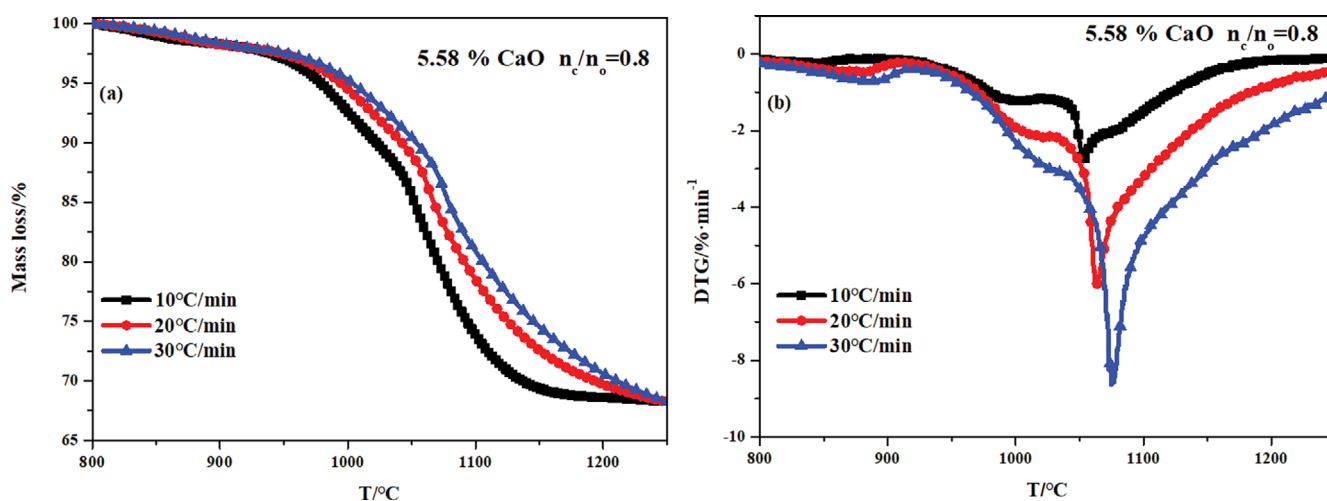 100
95
90
85
80
75
70
65
Mass loss/%
(a)
5.58 % CaO n_c/n_o=0.8
10°C/min
20°C/min
30°C/min
800
900
1000
1100
1200
T/°C
0
-2
-4
-6
-8
-10
DTG/%·min⁻¹
(b)
5.58 % CaO n_c/n_o=0.8
10°C/min
20°C/min
30°C/min
800
900
1000
1100
1200
T/°C